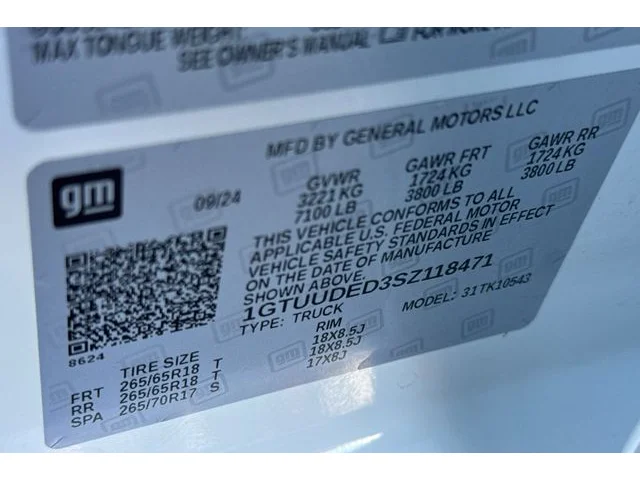 MAX TONGUE WEIGHT:
SEE OWNER'S MANUAL FOR MORE
MFD BY GENERAL MOTORS LLC
gm
09/24
GVWR GAWR FRT GAWR RR
3221 KG 1724 KG 1724 KG
7100 LB 3800 LB 3800 LB
THIS VEHICLE CONFORMS TO ALL
APPLICABLE U.S. FEDERAL MOTOR
VEHICLE SAFETY STANDARDS IN EFFECT
ON THE DATE OF MANUFACTURE
SHOWN ABOVE.
1GTUUDED3SZ118471
TYPE: TRUCK MODEL: 31TK10543
8624
TIRE SIZE RIM
FRT 265/65R18 T 18X8.5J
RR 265/65R18 T 18X8.5J
SPA 265/70R17 S 17X8J